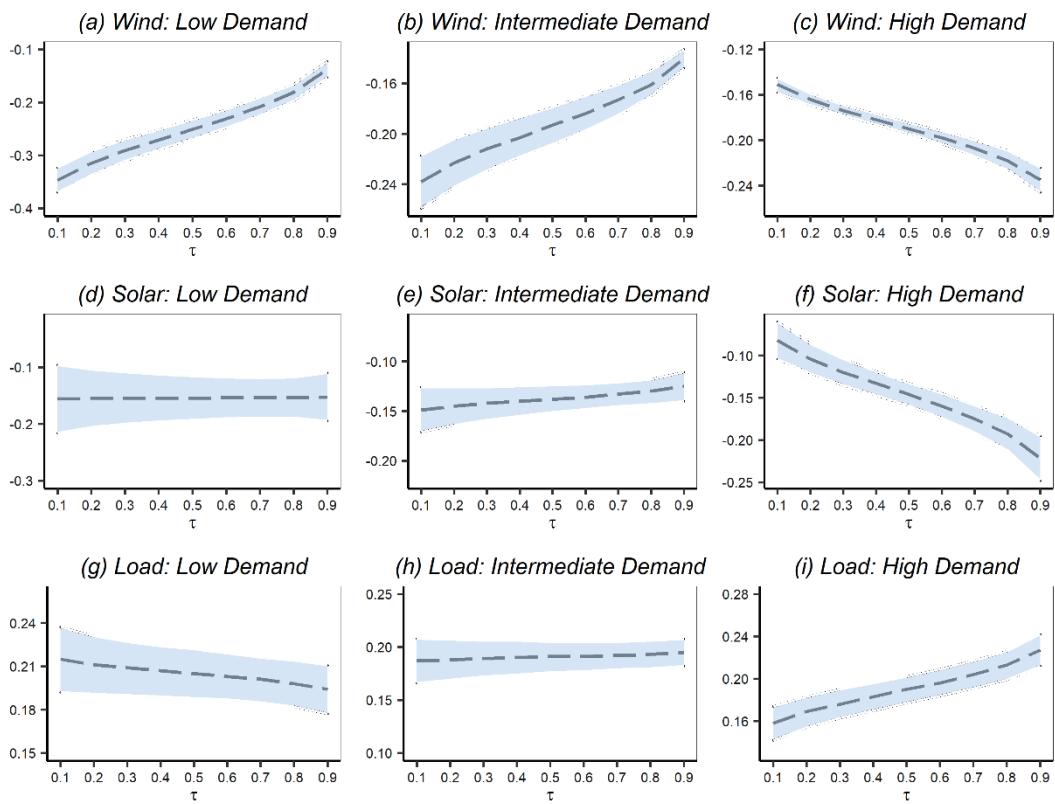 (a) Wind: Low Demand
(b) Wind: Intermediate Demand
(c) Wind: High Demand
-0.1
-0.2
-0.3
-0.4
0.1 0.2 0.3 0.4 0.5 0.6 0.7 0.8 0.9
τ
-0.16
-0.20
-0.24
0.1 0.2 0.3 0.4 0.5 0.6 0.7 0.8 0.9
τ
-0.12
-0.16
-0.20
-0.24
0.1 0.2 0.3 0.4 0.5 0.6 0.7 0.8 0.9
τ
(d) Solar: Low Demand
(e) Solar: Intermediate Demand
(f) Solar: High Demand
-0.1
-0.2
-0.3
0.1 0.2 0.3 0.4 0.5 0.6 0.7 0.8 0.9
τ
-0.10
-0.15
-0.20
0.1 0.2 0.3 0.4 0.5 0.6 0.7 0.8 0.9
τ
-0.10
-0.15
-0.20
-0.25
0.1 0.2 0.3 0.4 0.5 0.6 0.7 0.8 0.9
τ
(g) Load: Low Demand
(h) Load: Intermediate Demand
(i) Load: High Demand
0.24
0.21
0.18
0.15
0.1 0.2 0.3 0.4 0.5 0.6 0.7 0.8 0.9
τ
0.25
0.20
0.15
0.10
0.1 0.2 0.3 0.4 0.5 0.6 0.7 0.8 0.9
τ
0.28
0.24
0.20
0.16
0.1 0.2 0.3 0.4 0.5 0.6 0.7 0.8 0.9
τ